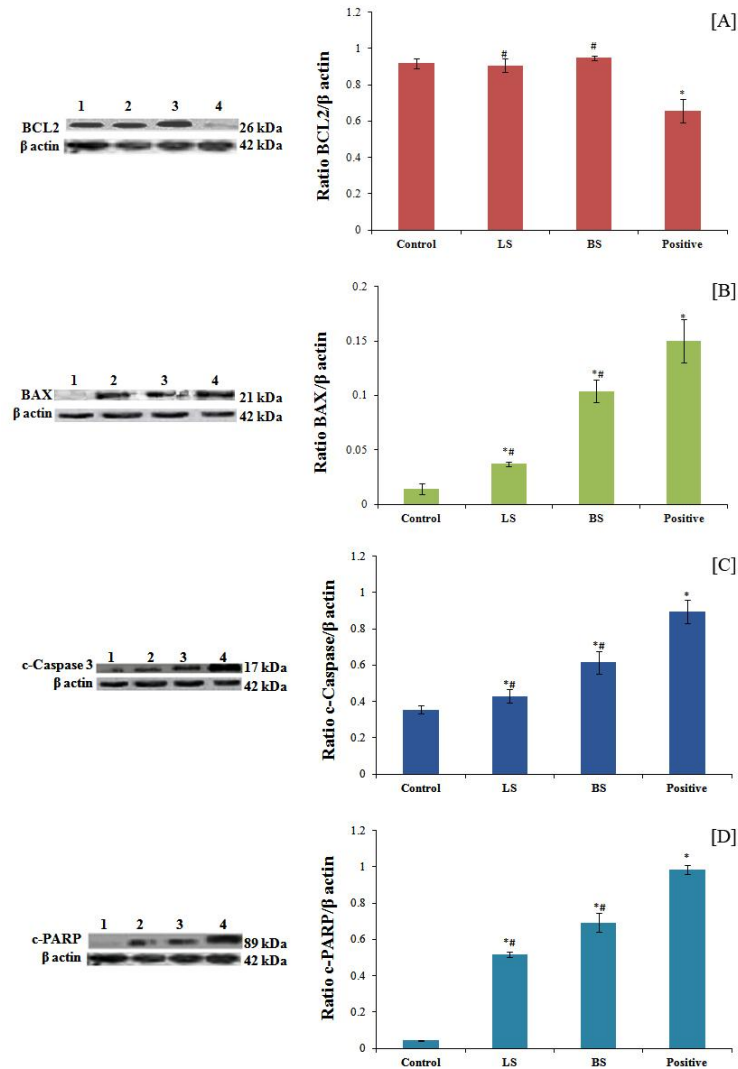 [A]
1 2 3 4
BCL2 26 kDa
β actin 42 kDa
Ratio BCL2/β actin
1.2
1
0.8
0.6
0.4
0.2
0
# # *
Control LS BS Positive
[B]
1 2 3 4
BAX 21 kDa
β actin 42 kDa
Ratio BAX/β actin
0.2
0.15
0.1
0.05
0
*# *# *
Control LS BS Positive
[C]
1 2 3 4
c-Caspase 3 17 kDa
β actin 42 kDa
Ratio c-Caspase/β actin
1.2
1
0.8
0.6
0.4
0.2
0
*# *# *
Control LS BS Positive
[D]
1 2 3 4
c-PARP 89 kDa
β actin 42 kDa
Ratio c-PARP/β actin
1.2
1
0.8
0.6
0.4
0.2
0
*# *# *
Control LS BS Positive